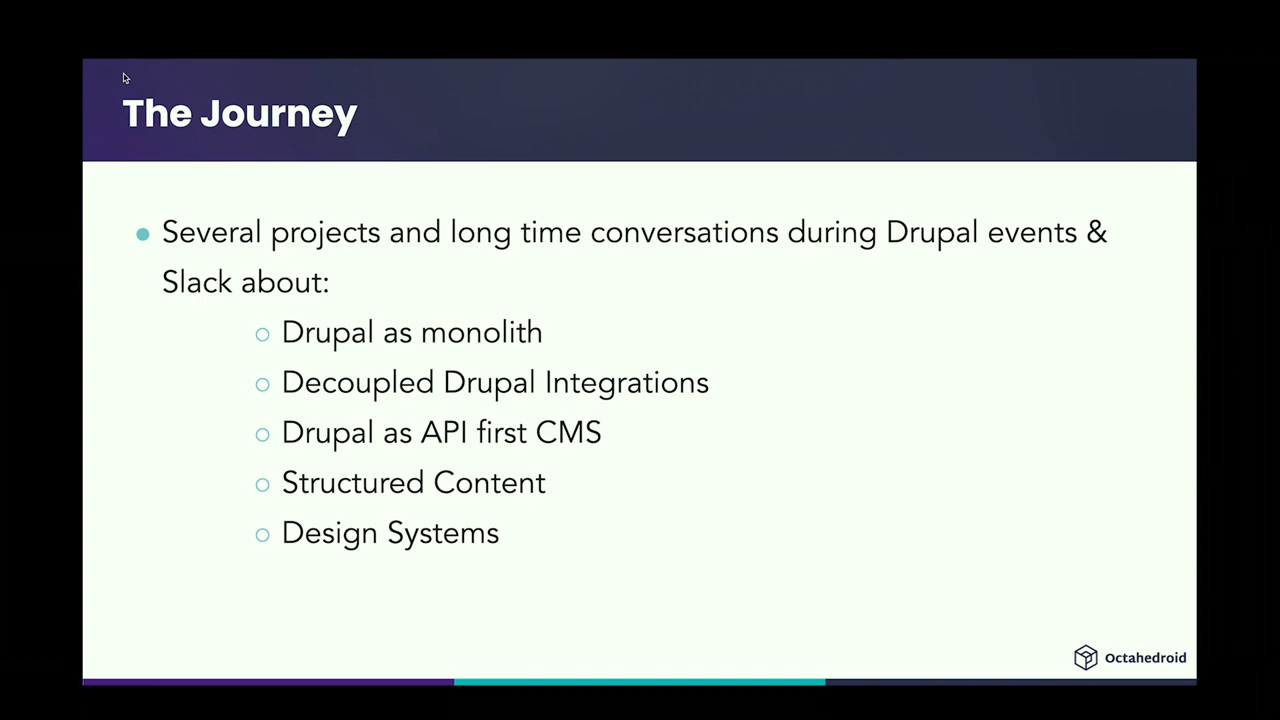 The Journey
Several projects and long time conversations during Drupal events &
Slack about:
Drupal as monolith
Decoupled Drupal Integrations
Drupal as API first CMS
Structured Content
Design Systems
Octahedroid